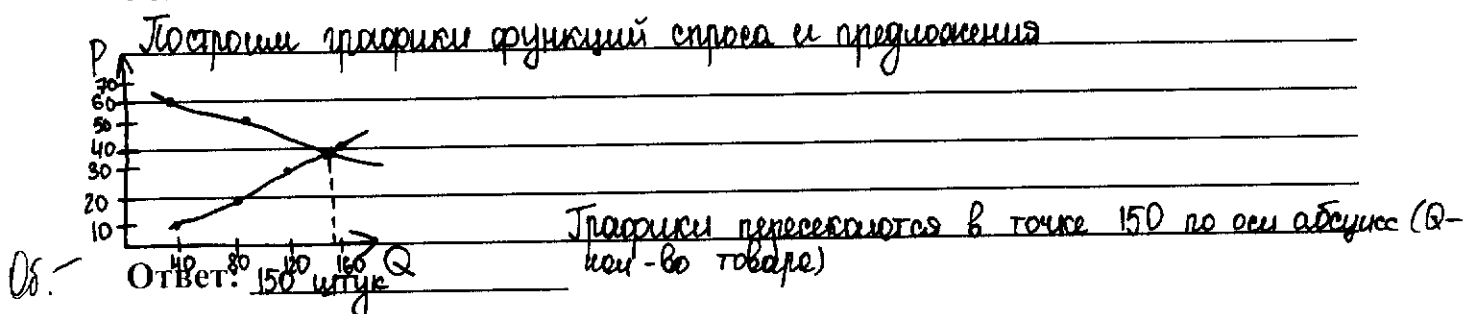 Построим графики функций спроса и предложения
P
70
60
50
40
30
20
10
40 80 120 160 Q
Графики пересекаются в точке 150 по оси абсцисс (Q-
кол-во товара)
Ответ: 150 штук
0б.-